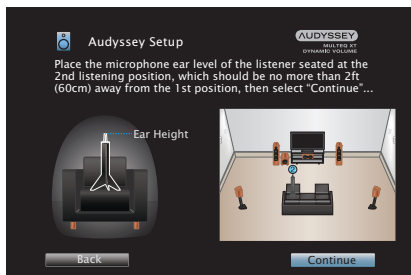 Audyssey Setup
AUDYSSEY
MULTEQ XT
DYNAMIC VOLUME
Place the microphone ear level of the listener seated at the
2nd listening position, which should be no more than 2ft
(60cm) away from the 1st position, then select “Continue”...
Ear Height
2
Back
Continue